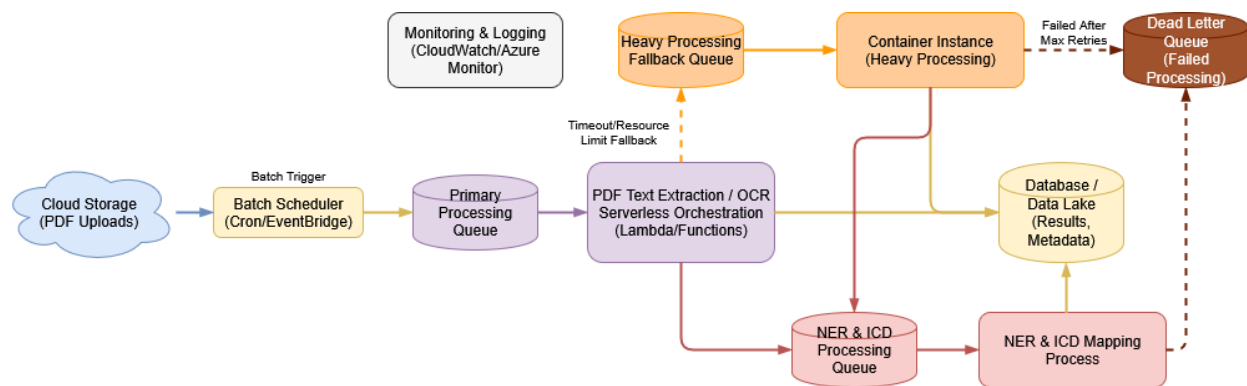 Monitoring & Logging
(CloudWatch/Azure
Monitor)
Heavy Processing
Fallback Queue
Container Instance
(Heavy Processing)
Failed After
Max Retries
Dead Letter
Queue
(Failed
Processing)
Timeout/Resource
Limit Fallback
Cloud Storage
(PDF Uploads)
Batch Trigger
Batch Scheduler
(Cron/EventBridge)
Primary
Processing
Queue
PDF Text Extraction / OCR
Serverless Orchestration
(Lambda/Functions)
Database /
Data Lake
(Results,
Metadata)
NER & ICD
Processing
Queue
NER & ICD Mapping
Process